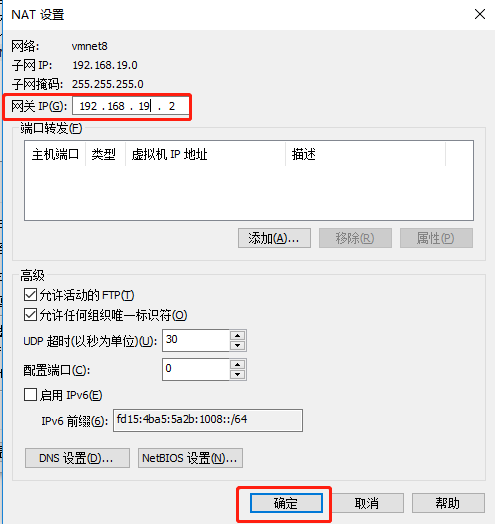 NAT 设置
网络: vmnet8
子网 IP: 192.168.19.0
子网掩码: 255.255.255.0
网关 IP(G): 192 . 168 . 19 . 2
端口转发(F)
主机端口 类型 虚拟机 IP 地址 描述
添加(A)... 移除(R) 属性(P)
高级
允许活动的 FTP(T)
允许任何组织唯一标识符(O)
UDP 超时(以秒为单位)(U): 30
配置端口(C): 0
启用 IPv6(E)
IPv6 前缀(6): fd15:4ba5:5a2b:1008::/64
DNS 设置(D)... NetBIOS 设置(N)...
确定 取消 帮助